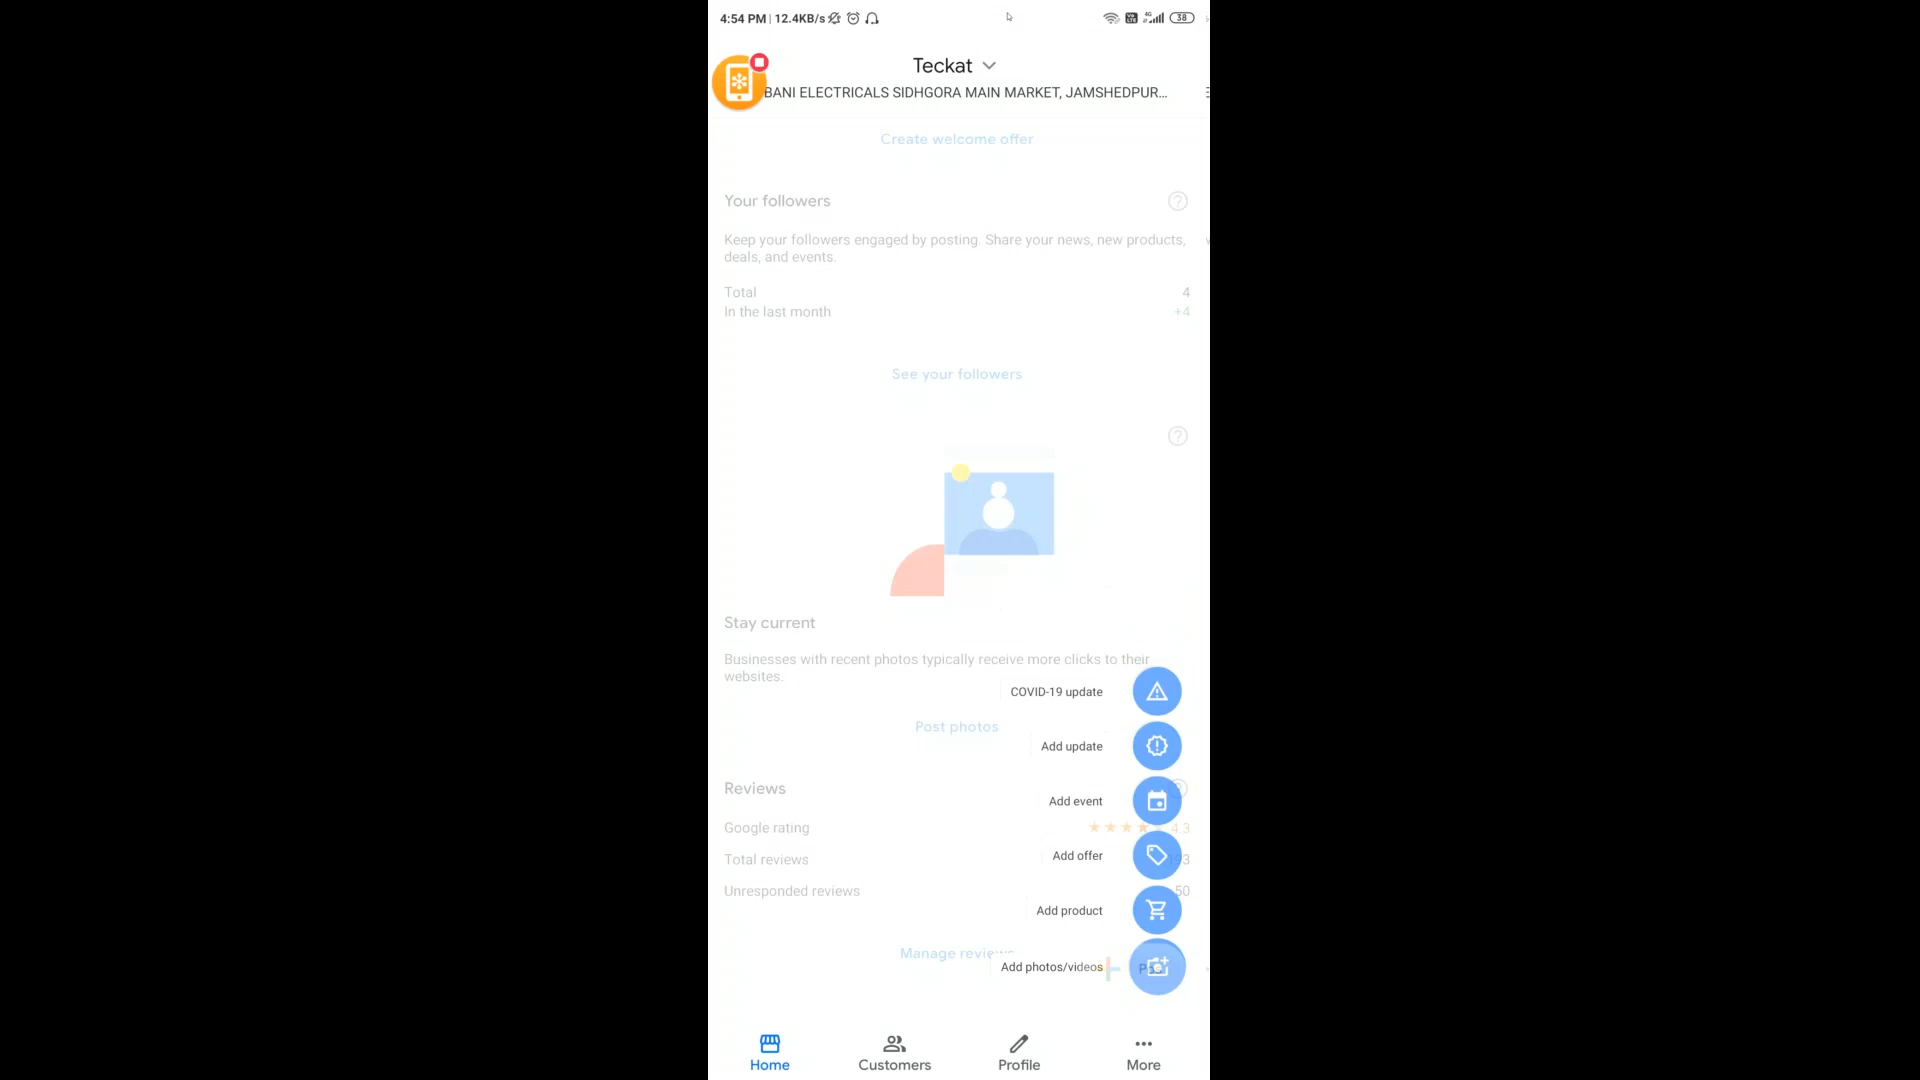 4:54 PM | 12.4KB/s
38
Teckat
BANI ELECTRICALS SIDHGORA MAIN MARKET, JAMSHEDPUR...
Create welcome offer
Your followers
Keep your followers engaged by posting. Share your news, new products,
deals, and events.
Total 4
In the last month +4
See your followers
Stay current
Businesses with recent photos typically receive more clicks to their
websites.
COVID-19 update
Post photos
Add update
Reviews
Add event
Google rating 4.3
Add offer
Total reviews
Unresponded reviews 50
Add product
Manage reviews
Add photos/videos
Home
Customers
Profile
More